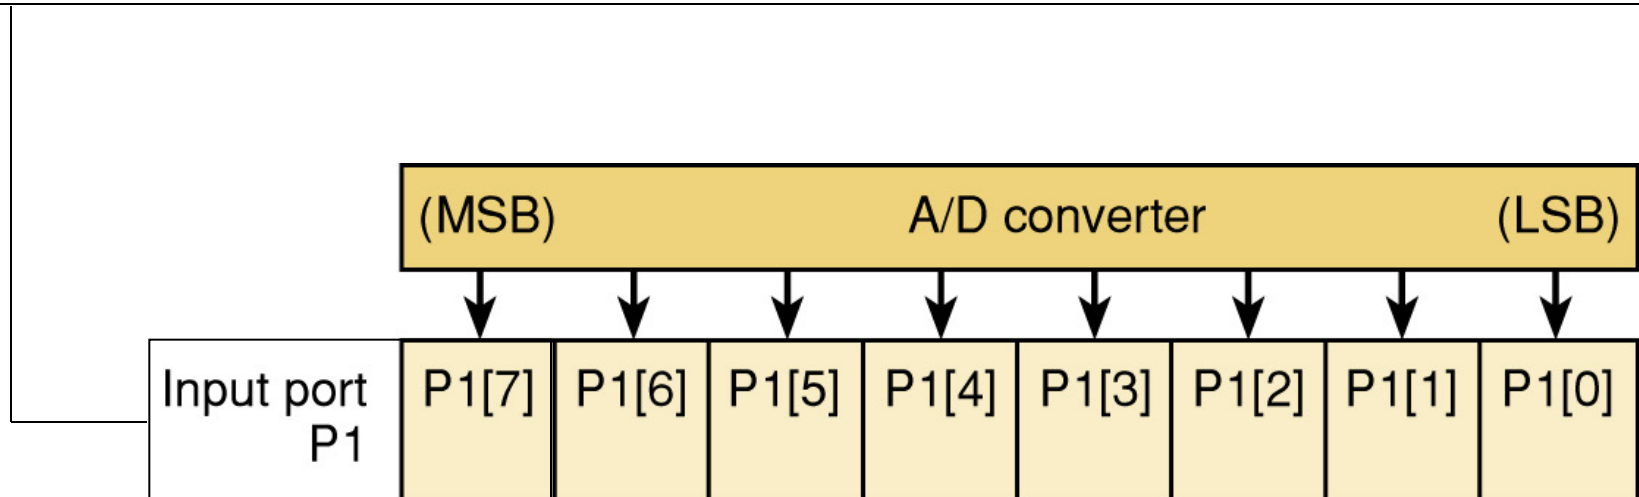 (MSB) A/D converter (LSB)
Input port P1[7] P1[6] P1[5] P1[4] P1[3] P1[2] P1[1] P1[0]
P1